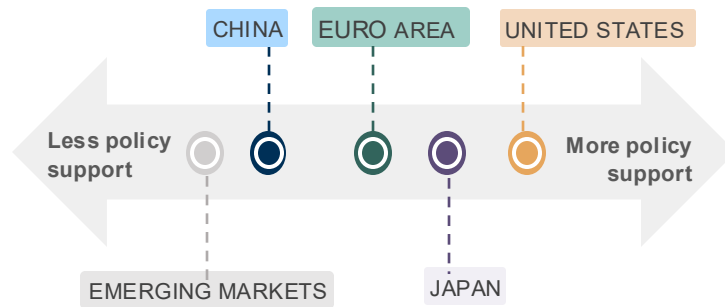 CHINA
EURO AREA
UNITED STATES
Less policy
support
More policy
support
EMERGING MARKETS
JAPAN